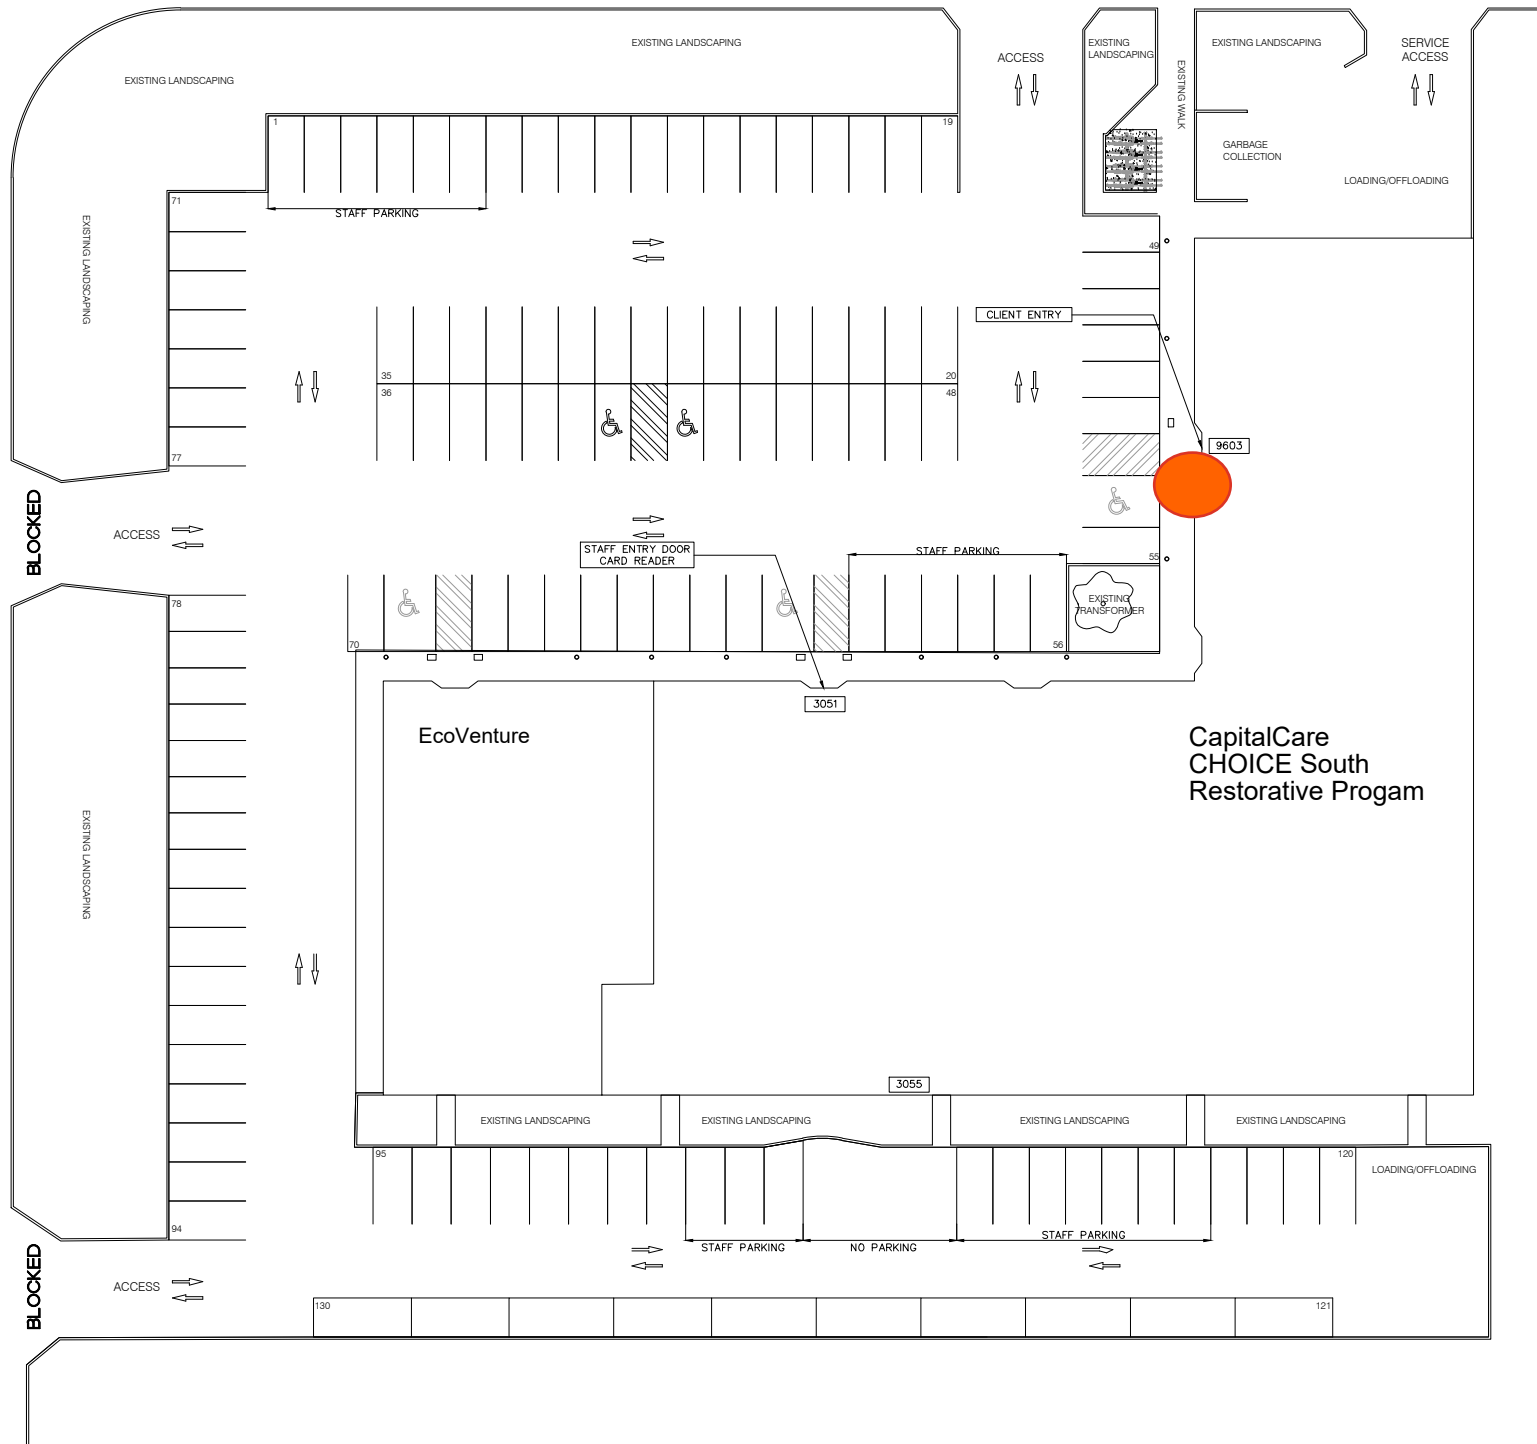 EXISTING LANDSCAPING
EXISTING LANDSCAPING
ACCESS
EXISTING
LANDSCAPING
EXISTING WALK
EXISTING LANDSCAPING
SERVICE
ACCESS
1
19
GARBAGE
COLLECTION
LOADING/OFFLOADING
71
STAFF PARKING
EXISTING LANDSCAPING
49
CLIENT ENTRY
35
20
36
48
9603
77
BLOCKED
ACCESS
STAFF ENTRY DOOR
CARD READER
STAFF PARKING
55
78
EXISTING
TRANSFORMER
70
56
3051
EcoVenture
CapitalCare
CHOICE South
Restorative Progam
EXISTING LANDSCAPING
3055
EXISTING LANDSCAPING
EXISTING LANDSCAPING
EXISTING LANDSCAPING
EXISTING LANDSCAPING
95
120
LOADING/OFFLOADING
94
STAFF PARKING
NO PARKING
STAFF PARKING
BLOCKED
ACCESS
130
121